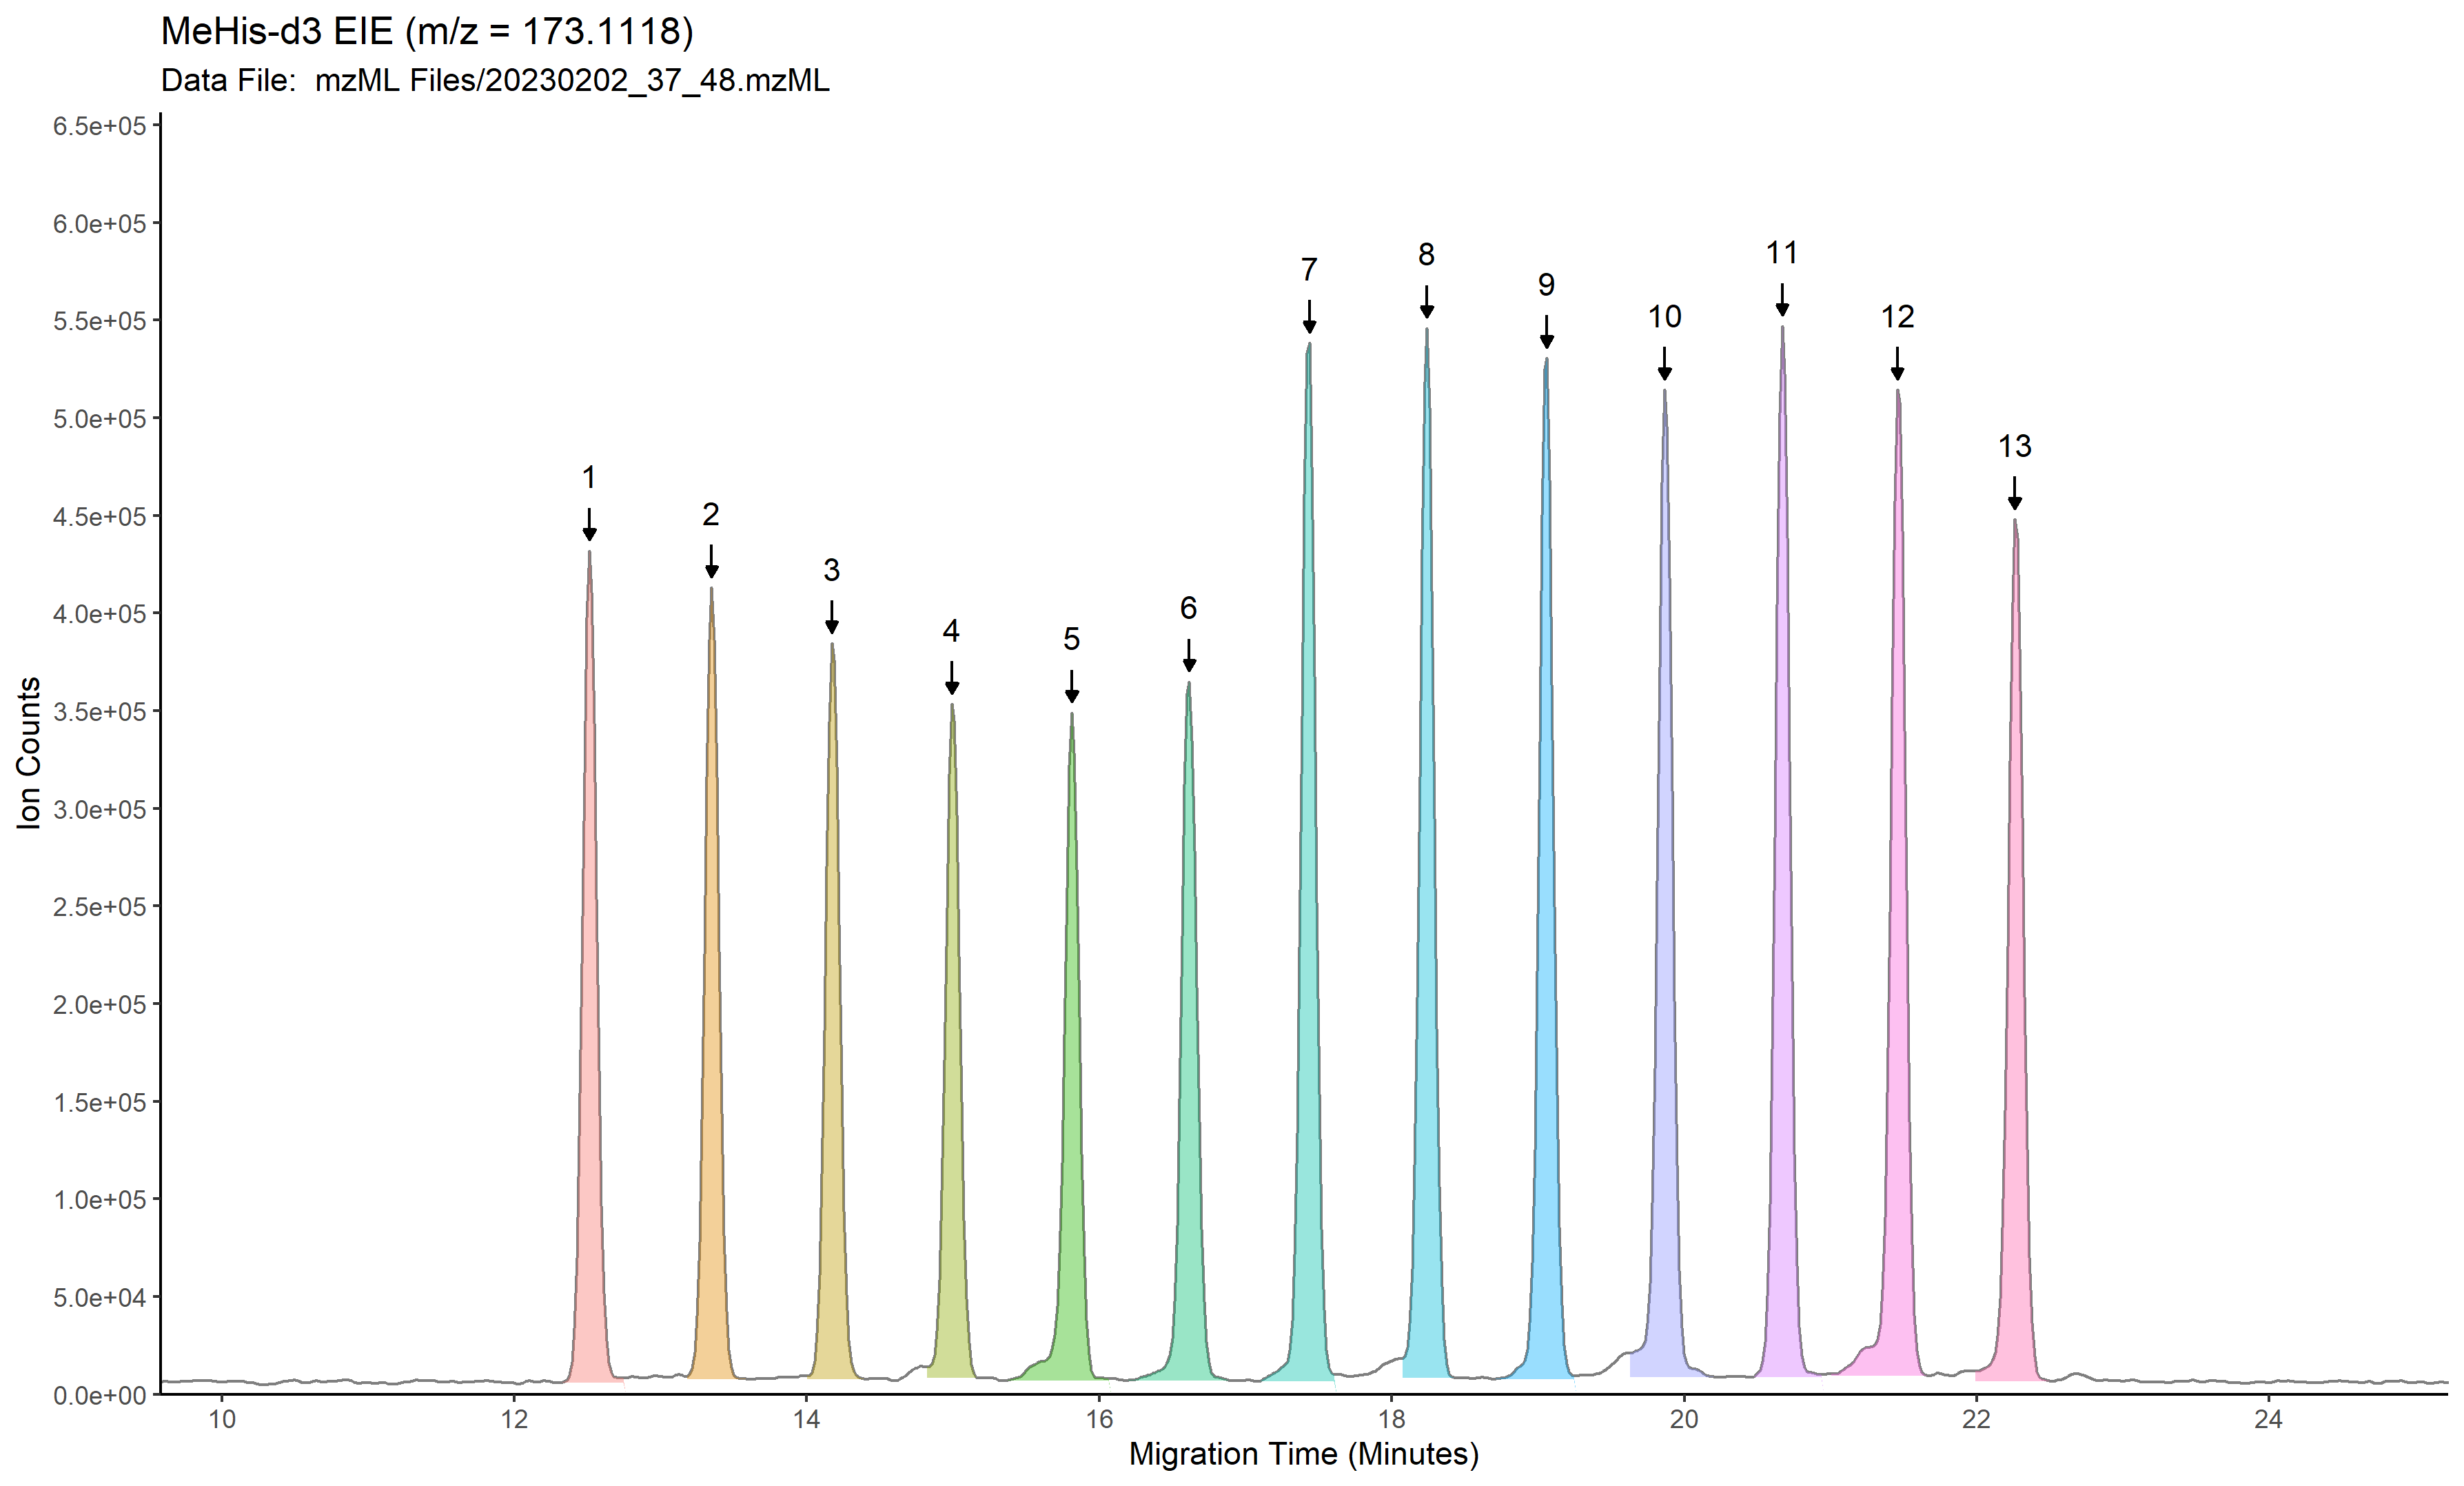 MeHis-d3 EIE (m/z = 173.1118)
Data File:  mzML Files/20230202_37_48.mzML
6.5e+05
6.0e+05
5.5e+05
5.0e+05
4.5e+05
4.0e+05
3.5e+05
3.0e+05
2.5e+05
2.0e+05
1.5e+05
1.0e+05
5.0e+04
0.0e+00
Ion Counts
1
2
3
4
5
6
7
8
9
10
11
12
13
10 12 14 16 18 20 22 24
Migration Time (Minutes)